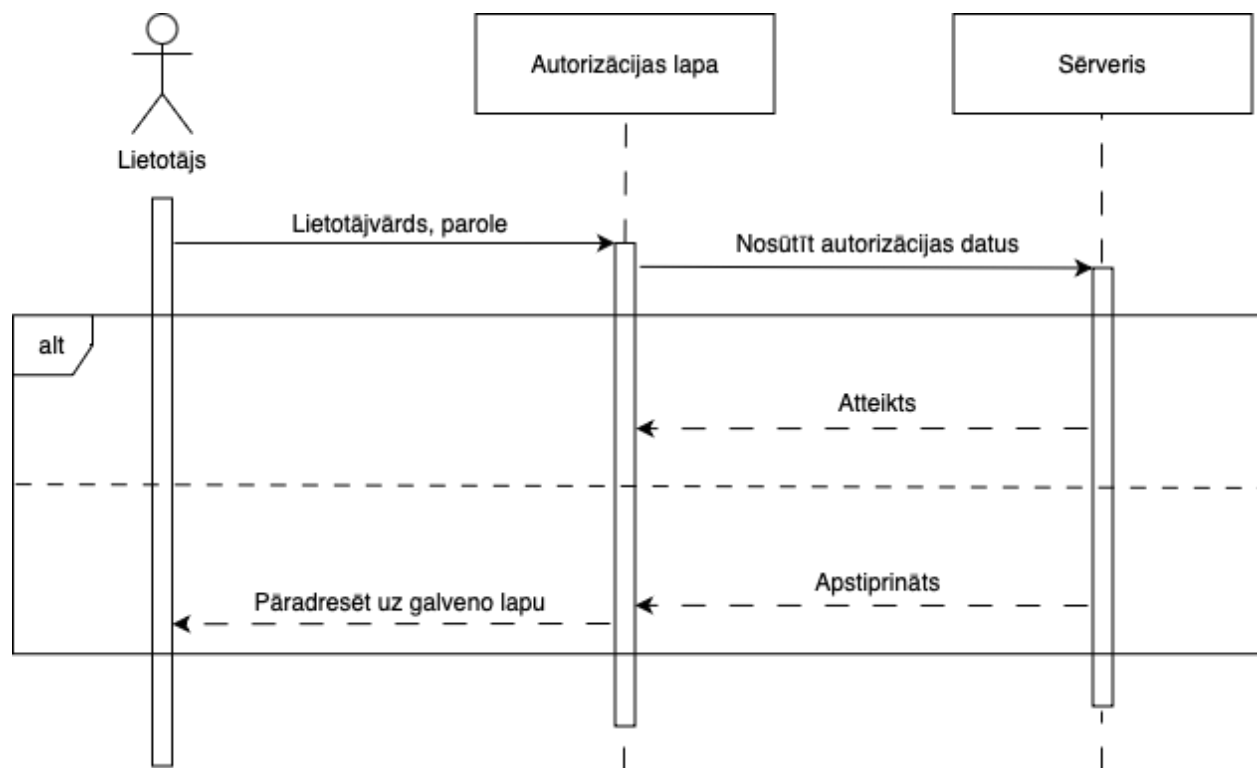 Autorizācijas lapa
Sērveris
Lietotājs
Lietotājvārds, parole
Nosūtīt autorizācijas datus
alt
Atteikts
Apstiprināts
Pāradresēt uz galveno lapu